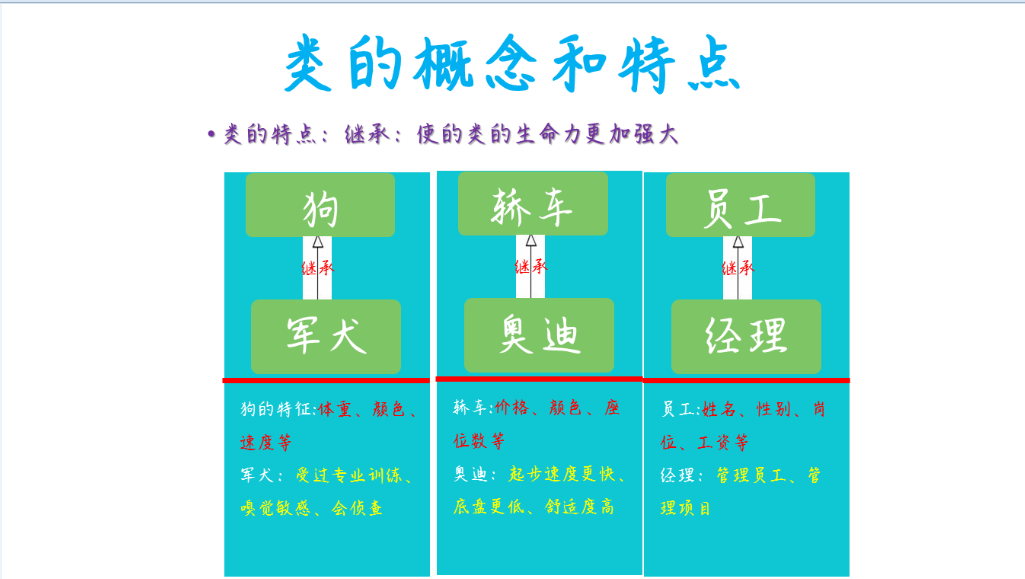 类的概念和特点
• 类的特点：继承：使的类的生命力更加强大
狗
继承
军犬
狗的特征:体重、颜色、
速度等
军犬：受过专业训练、
嗅觉敏感、会侦查
轿车
继承
奥迪
轿车:价格、颜色、座
位数等
奥迪：起步速度更快、
底盘更低、舒适度高
员工
继承
经理
员工:姓名、性别、岗
位、工资等
经理：管理员工、管
理项目